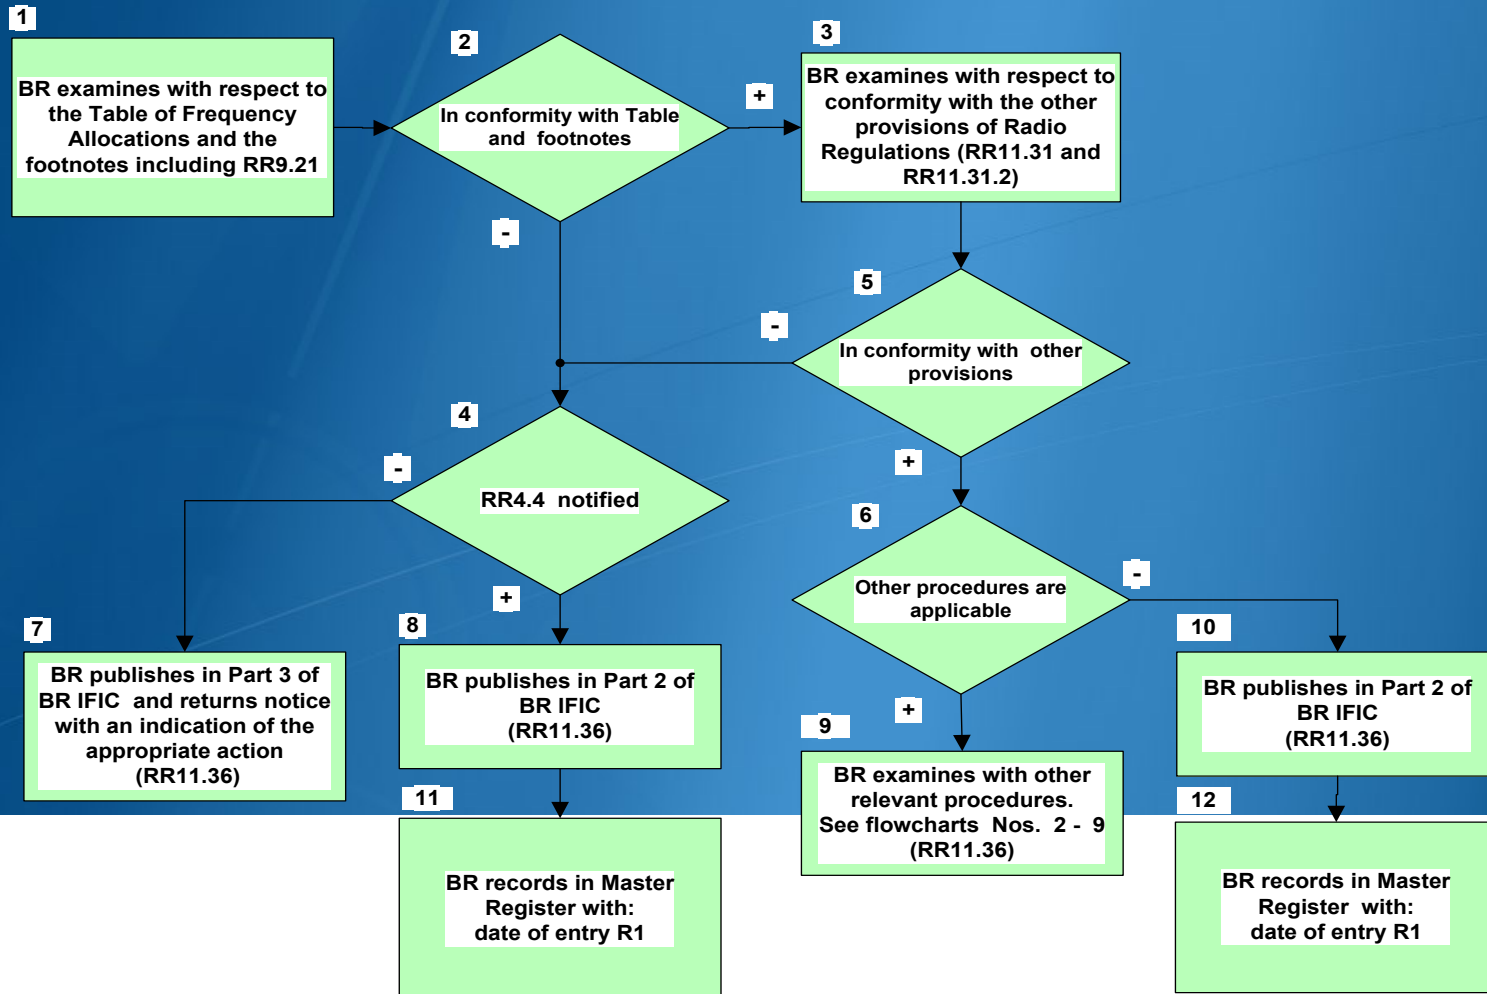 1
BR examines with respect to
the Table of Frequency
Allocations and the
footnotes including RR9.21
2
In conformity with Table
and footnotes
+
-
3
BR examines with respect to
conformity with the other
provisions of Radio
Regulations (RR11.31 and
RR11.31.2)
5
In conformity with other
provisions
-
+
4
RR4.4 notified
-
+
6
Other procedures are
applicable
-
+
7
BR publishes in Part 3 of
BR IFIC and returns notice
with an indication of the
appropriate action
(RR11.36)
8
BR publishes in Part 2 of
BR IFIC
(RR11.36)
9
BR examines with other
relevant procedures.
See flowcharts Nos. 2 - 9
(RR11.36)
10
BR publishes in Part 2 of
BR IFIC
(RR11.36)
11
BR records in Master
Register with:
date of entry R1
12
BR records in Master
Register with:
date of entry R1